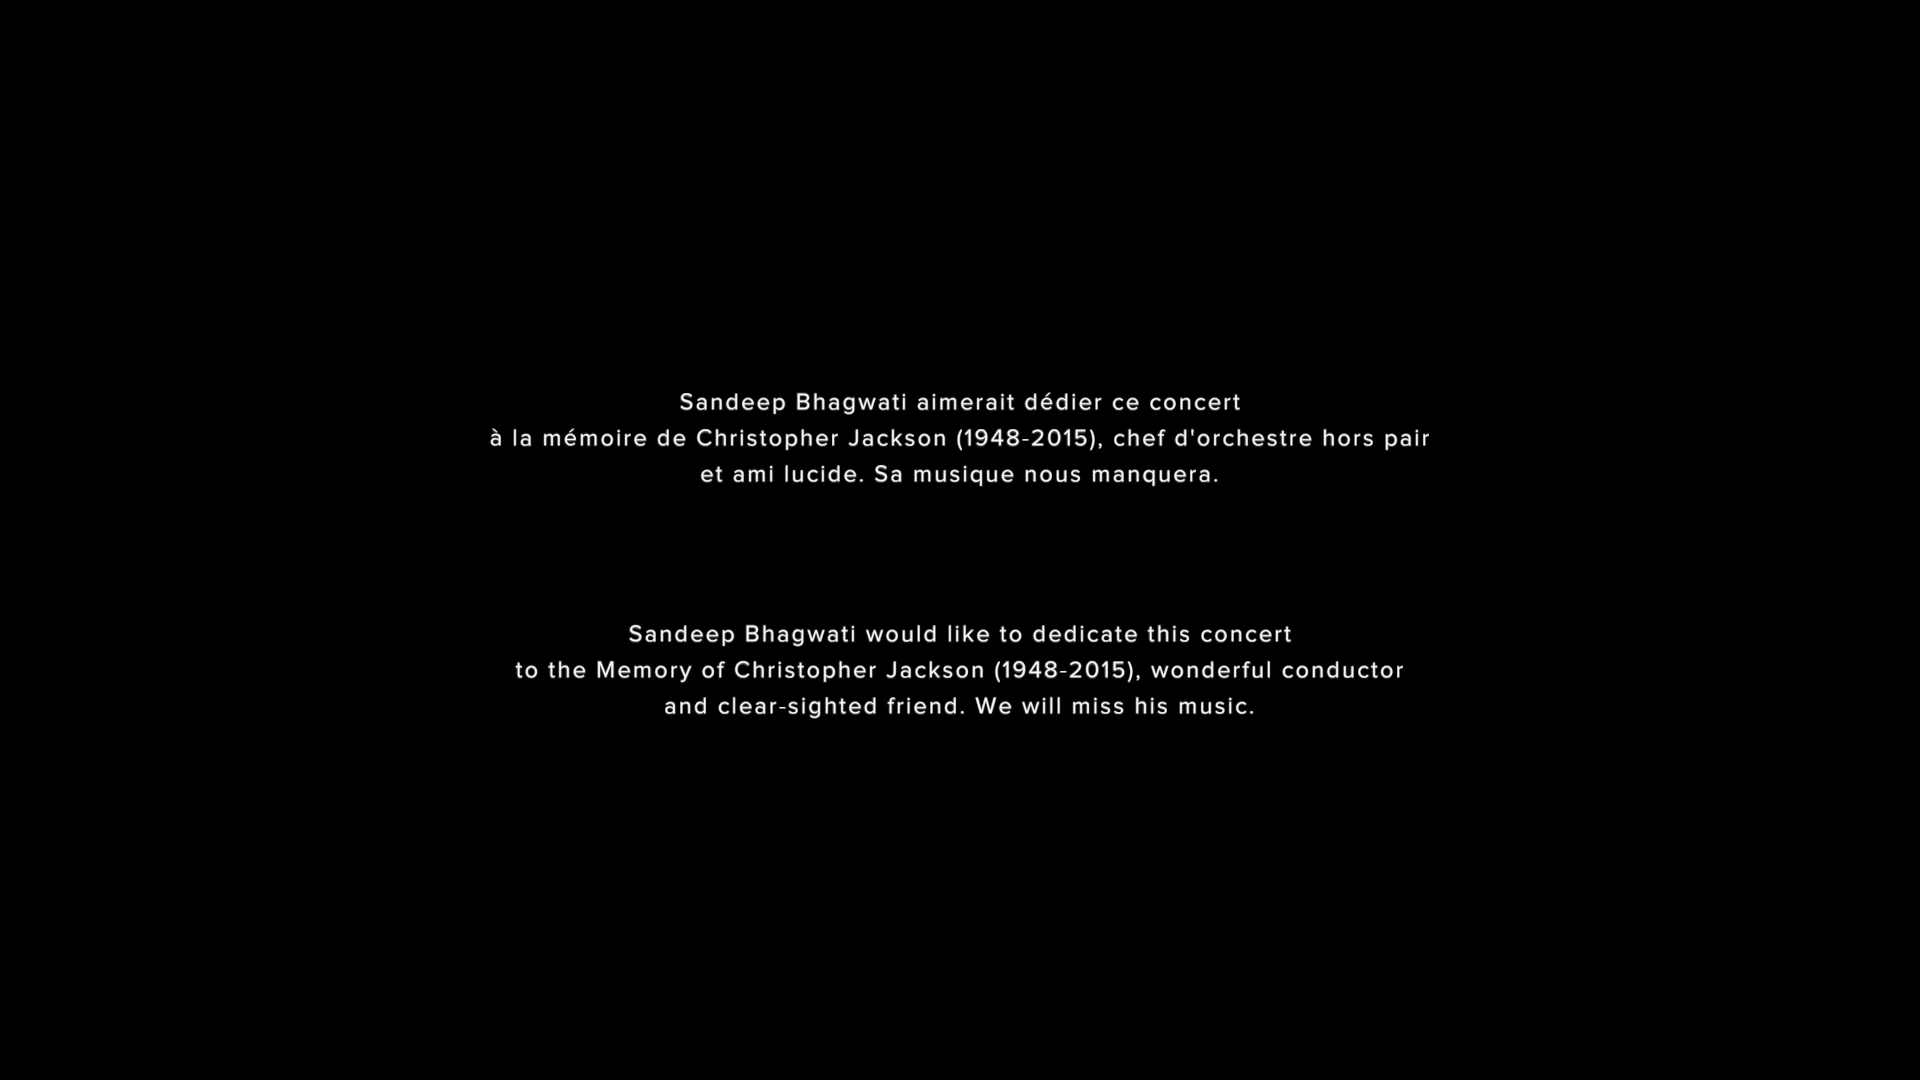 Sandeep Bhagwati aimerait dédier ce concert
à la mémoire de Christopher Jackson (1948-2015), chef d'orchestre hors pair
et ami lucide. Sa musique nous manquera.
Sandeep Bhagwati would like to dedicate this concert
to the Memory of Christopher Jackson (1948-2015), wonderful conductor
and clear-sighted friend. We will miss his music.